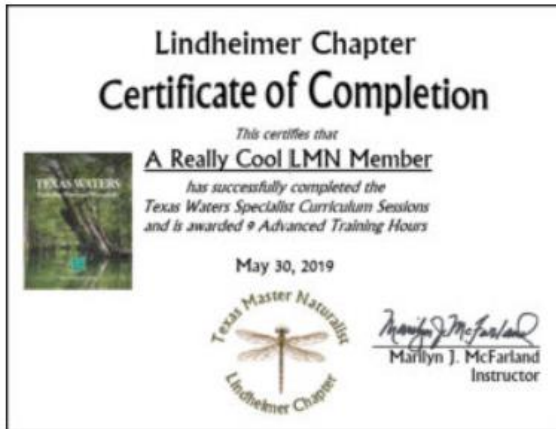 Lindheimer Chapter
Certificate of Completion
This certifies that
A Really Cool LMN Member
has successfully completed the
Texas Waters Specialist Curriculum Sessions
and is awarded 9 Advanced Training Hours
TEXAS WATERS
May 30, 2019
Texas Master Naturalist
Lindheimer Chapter
Marilyn J. McFarland
Marilyn J. McFarland
Instructor